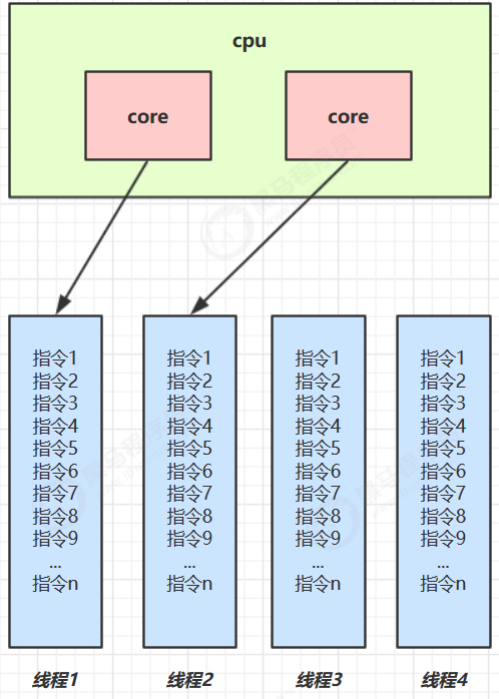 cpu
core core
指令1 指令1 指令1 指令1
指令2 指令2 指令2 指令2
指令3 指令3 指令3 指令3
指令4 指令4 指令4 指令4
指令5 指令5 指令5 指令5
指令6 指令6 指令6 指令6
指令7 指令7 指令7 指令7
指令8 指令8 指令8 指令8
指令9 指令9 指令9 指令9
... ... ... ...
指令n 指令n 指令n 指令n
线程1 线程2 线程3 线程4